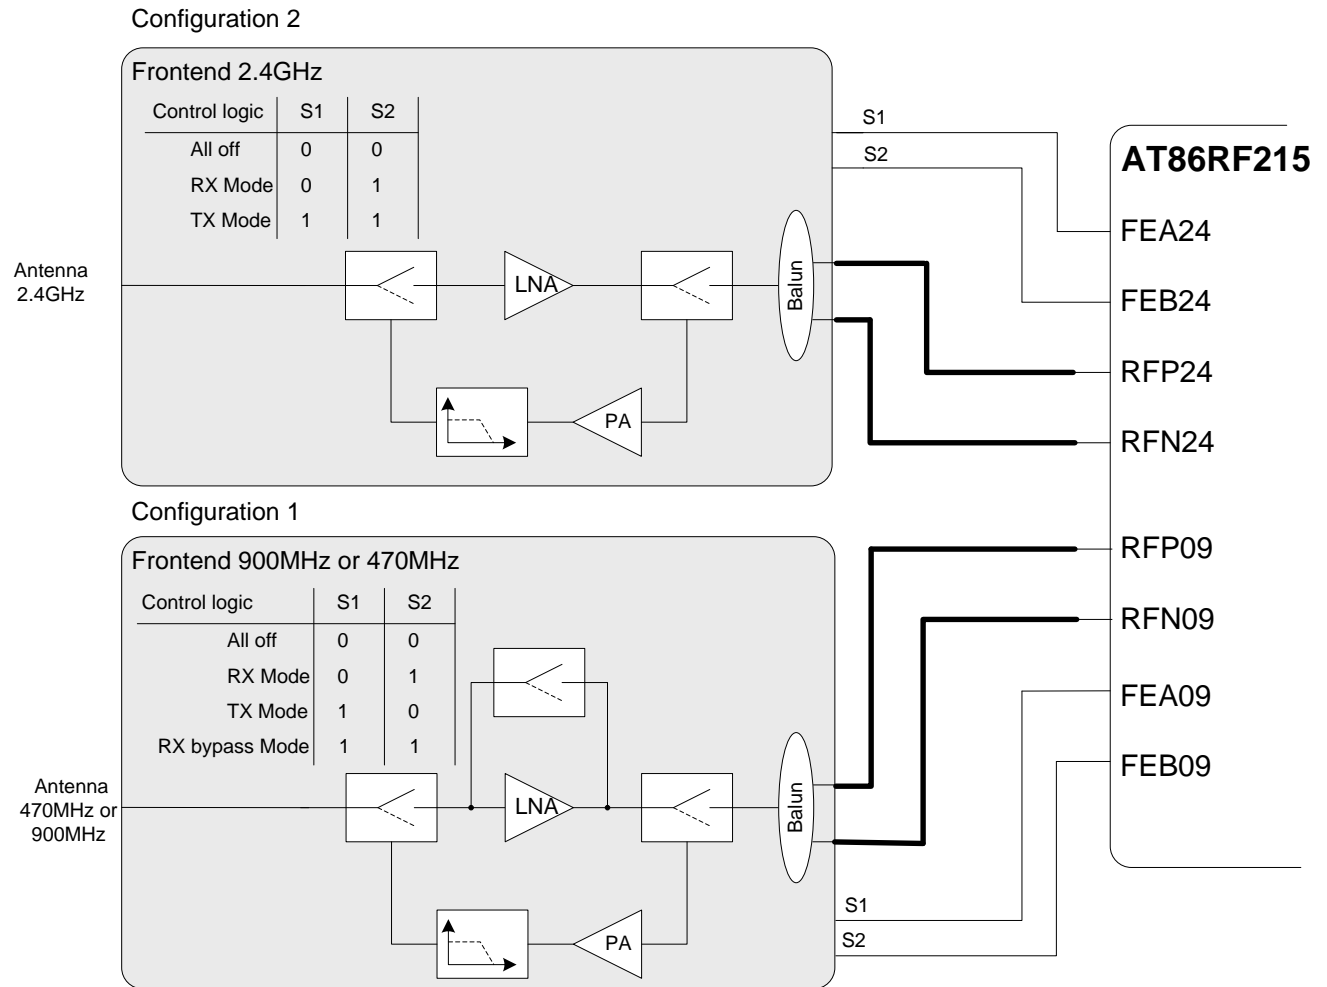 Configuration 2
Frontend 2.4GHz
Control logic S1 S2
All off 0 0
RX Mode 0 1
TX Mode 1 1
S1
S2
AT86RF215
FEA24
FEB24
RFP24
RFN24
Antenna
2.4GHz
LNA
Balun
PA
Configuration 1
Frontend 900MHz or 470MHz
Control logic S1 S2
All off 0 0
RX Mode 0 1
TX Mode 1 0
RX bypass Mode 1 1
RFP09
RFN09
FEA09
FEB09
Antenna
470MHz or
900MHz
LNA
Balun
PA
S1
S2